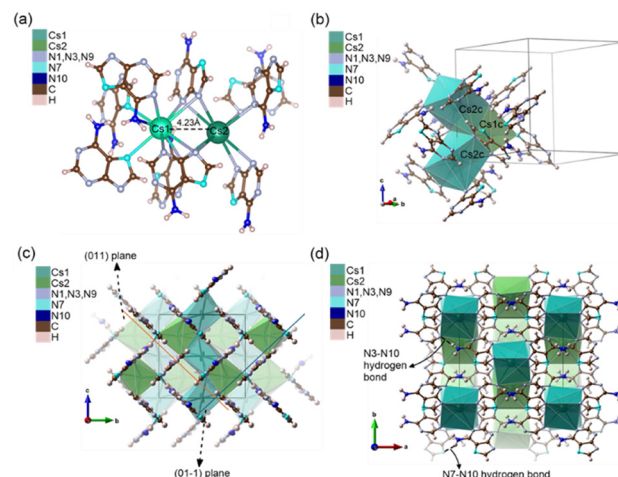 (a)
Cs1
Cs2
N1,N3,N9
N7
N10
C
H
Cs1
4.23Å
Cs2
(b)
Cs1
Cs2
N1,N3,N9
N7
N10
C
H
Cs2c
Cs1c
Cs2c
c
a
b
(c)
(011) plane
Cs1
Cs2
N1,N3,N9
N7
N10
C
H
c
b
(01-1) plane
(d)
Cs1
Cs2
N1,N3,N9
N7
N10
C
H
N3-N10
hydrogen
bond
b
a
N7-N10 hydrogen bond